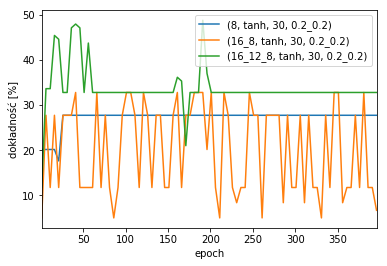 (8, tanh, 30, 0.2_0.2)
(16_8, tanh, 30, 0.2_0.2)
(16_12_8, tanh, 30, 0.2_0.2)
dokładność [%]
50
40
30
20
10
50 100 150 200 250 300 350
epoch